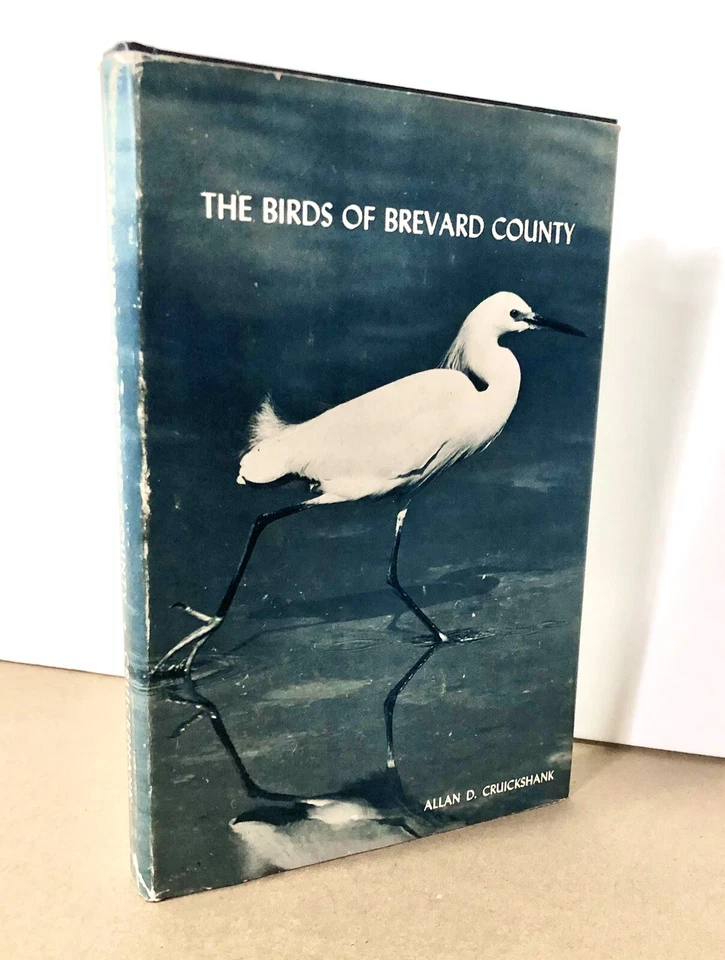 THE BIRDS OF BREVARD COUNTY
ALLAN D. CRUICKSHANK